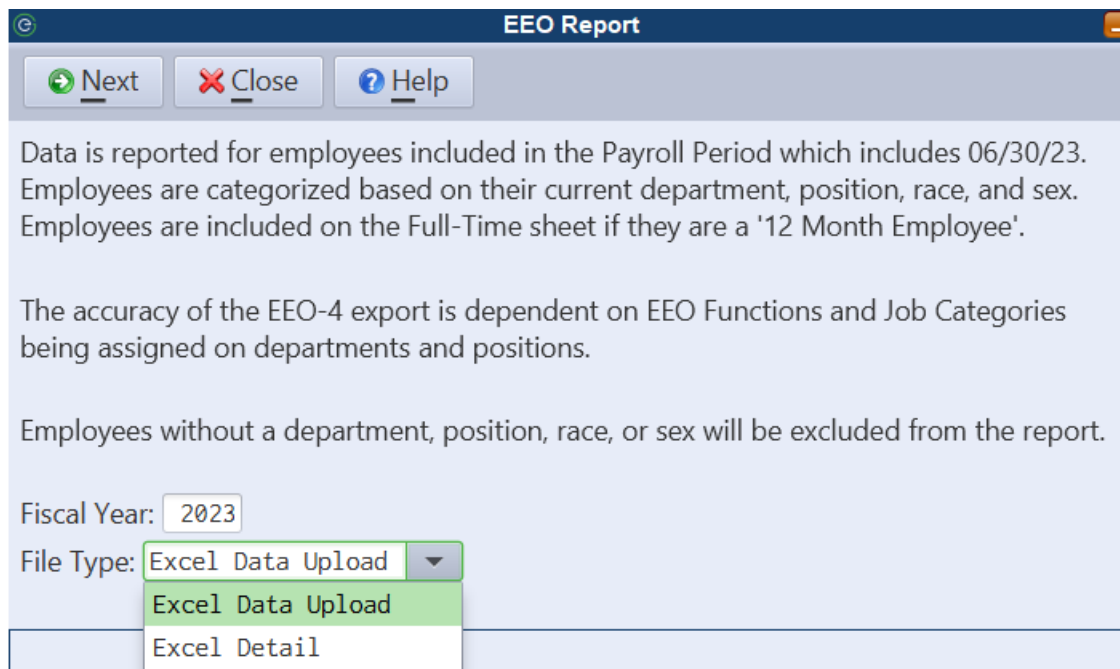 EEO Report
Next Close Help
Data is reported for employees included in the Payroll Period which includes 06/30/23.
Employees are categorized based on their current department, position, race, and sex.
Employees are included on the Full-Time sheet if they are a '12 Month Employee'.
The accuracy of the EEO-4 export is dependent on EEO Functions and Job Categories
being assigned on departments and positions.
Employees without a department, position, race, or sex will be excluded from the report.
Fiscal Year: 2023
File Type: Excel Data Upload
Excel Data Upload
Excel Detail